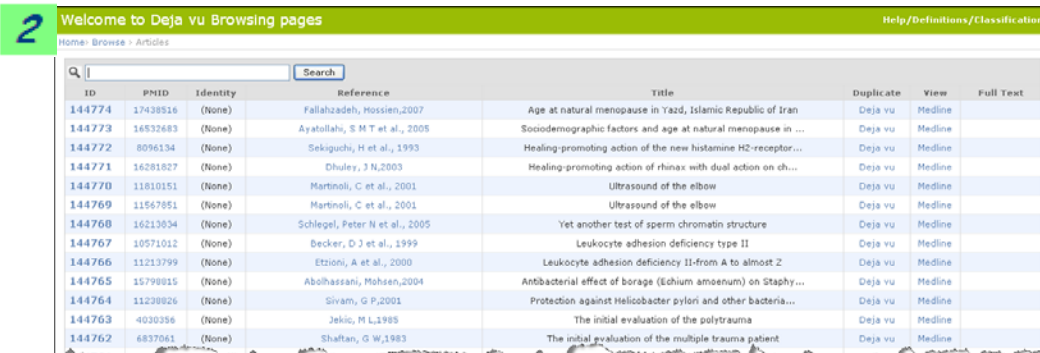 2
Welcome to Deja vu Browsing pages Help/Definitions/Classification
Home> Browse > Articles
Search
ID PMID Identity Reference Title Duplicate View Full Text
144774 17438516 (None) Fallahzadeh, Hossien,2007 Age at natural menopause in Yazd, Islamic Republic of Iran Deja vu Medline
144773 16532683 (None) Ayatollahi, S M T et al., 2005 Sociodemographic factors and age at natural menopause in ... Deja vu Medline
144772 8096134 (None) Sekiguchi, H et al., 1993 Healing-promoting action of the new histamine H2-receptor... Deja vu Medline
144771 16281827 (None) Dhuley, J N,2003 Healing-promoting action of rhinax with dual action on ch... Deja vu Medline
144770 11810151 (None) Martinoli, C et al., 2001 Ultrasound of the elbow Deja vu Medline
144769 11567851 (None) Martinoli, C et al., 2001 Ultrasound of the elbow Deja vu Medline
144768 16213834 (None) Schlegel, Peter N et al., 2005 Yet another test of sperm chromatin structure Deja vu Medline
144767 10571012 (None) Becker, D J et al., 1999 Leukocyte adhesion deficiency type II Deja vu Medline
144766 11213799 (None) Etzioni, A et al., 2000 Leukocyte adhesion deficiency II-from A to almost Z Deja vu Medline
144765 15798815 (None) Abolhassani, Mohsen,2004 Antibacterial effect of borage (Echium amoenum) on Staphy... Deja vu Medline
144764 11238826 (None) Sivam, G P,2001 Protection against Helicobacter pylori and other bacteria... Deja vu Medline
144763 4030356 (None) Jekic, M L,1985 The initial evaluation of the polytrauma Deja vu Medline
144762 6837061 (None) Shaftan, G W,1983 The initial evaluation of the multiple trauma patient Deja vu Medline